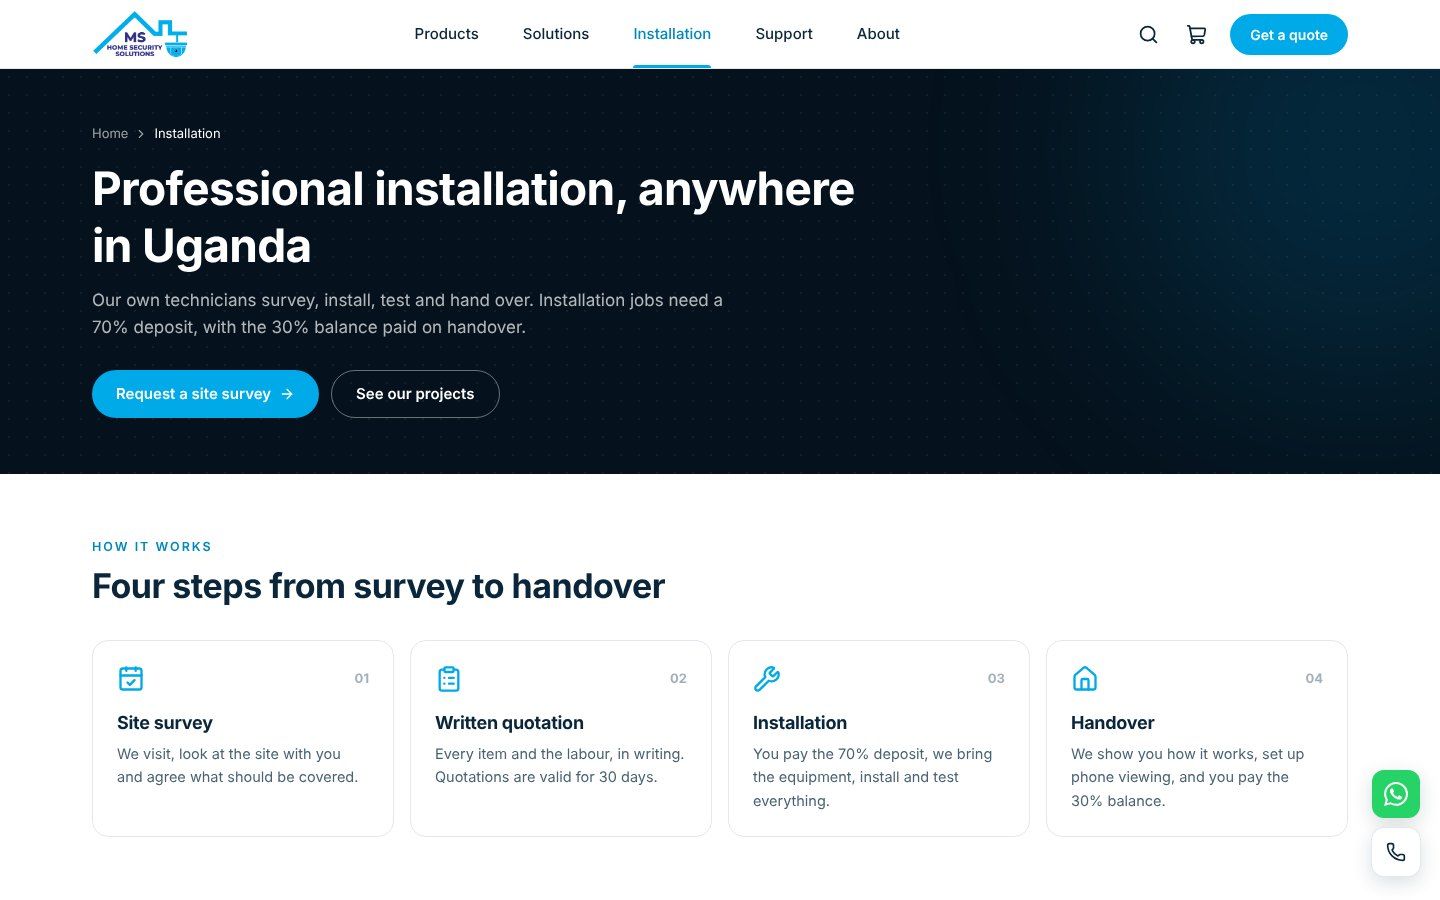 MS
HOME SECURITY
SOLUTIONS
Products
Solutions
Installation
Support
About
Get a quote
Home
Installation
Professional installation, anywhere
in Uganda
Our own technicians survey, install, test and hand over. Installation jobs need a
70% deposit, with the 30% balance paid on handover.
Request a site survey
See our projects
HOW IT WORKS
Four steps from survey to handover
01
Site survey
We visit, look at the site with you
and agree what should be covered.
02
Written quotation
Every item and the labour, in writing.
Quotations are valid for 30 days.
03
Installation
You pay the 70% deposit, we bring
the equipment, install and test
everything.
04
Handover
We show you how it works, set up
phone viewing, and you pay the
30% balance.